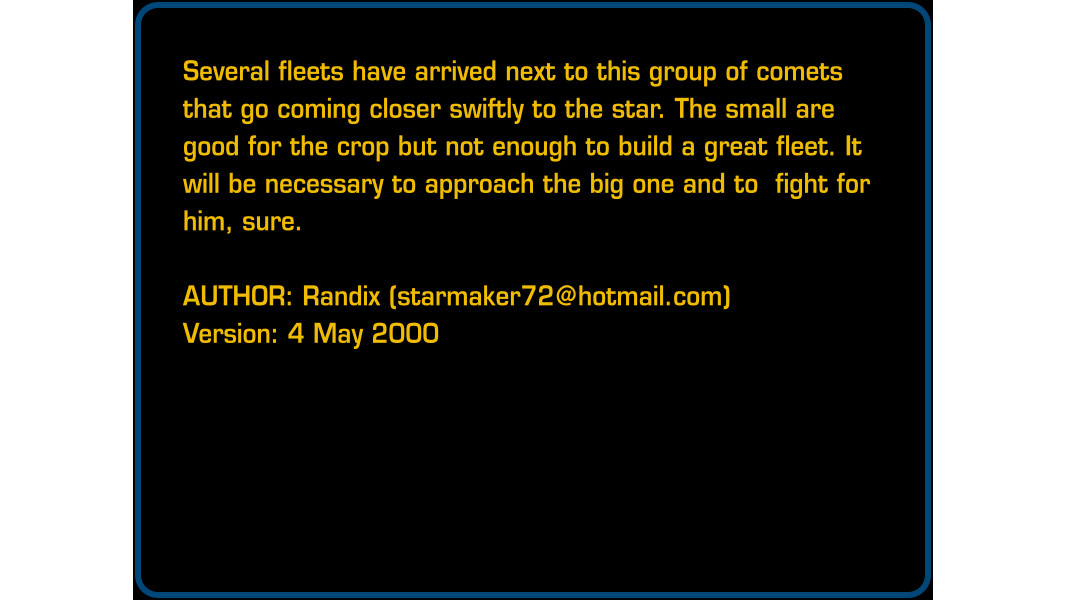 Several fleets have arrived next to this group of comets
that go coming closer swiftly to the star. The small are
good for the crop but not enough to build a great fleet. It
will be necessary to approach the big one and to  fight for
him, sure.

AUTHOR: Randix (starmaker72@hotmail.com)
Version: 4 May 2000